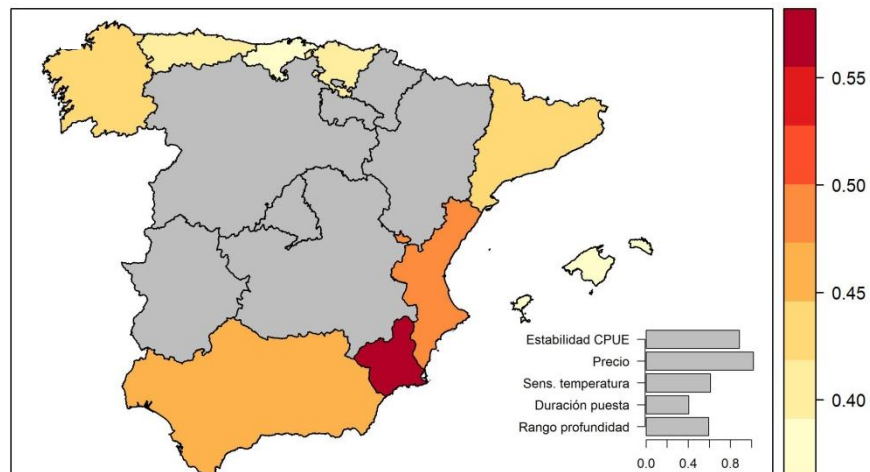 0.55
0.50
0.45
0.40
Estabilidad CPUE
Precio
Sens. temperatura
Duración puesta
Rango profundidad
0.0 0.4 0.8